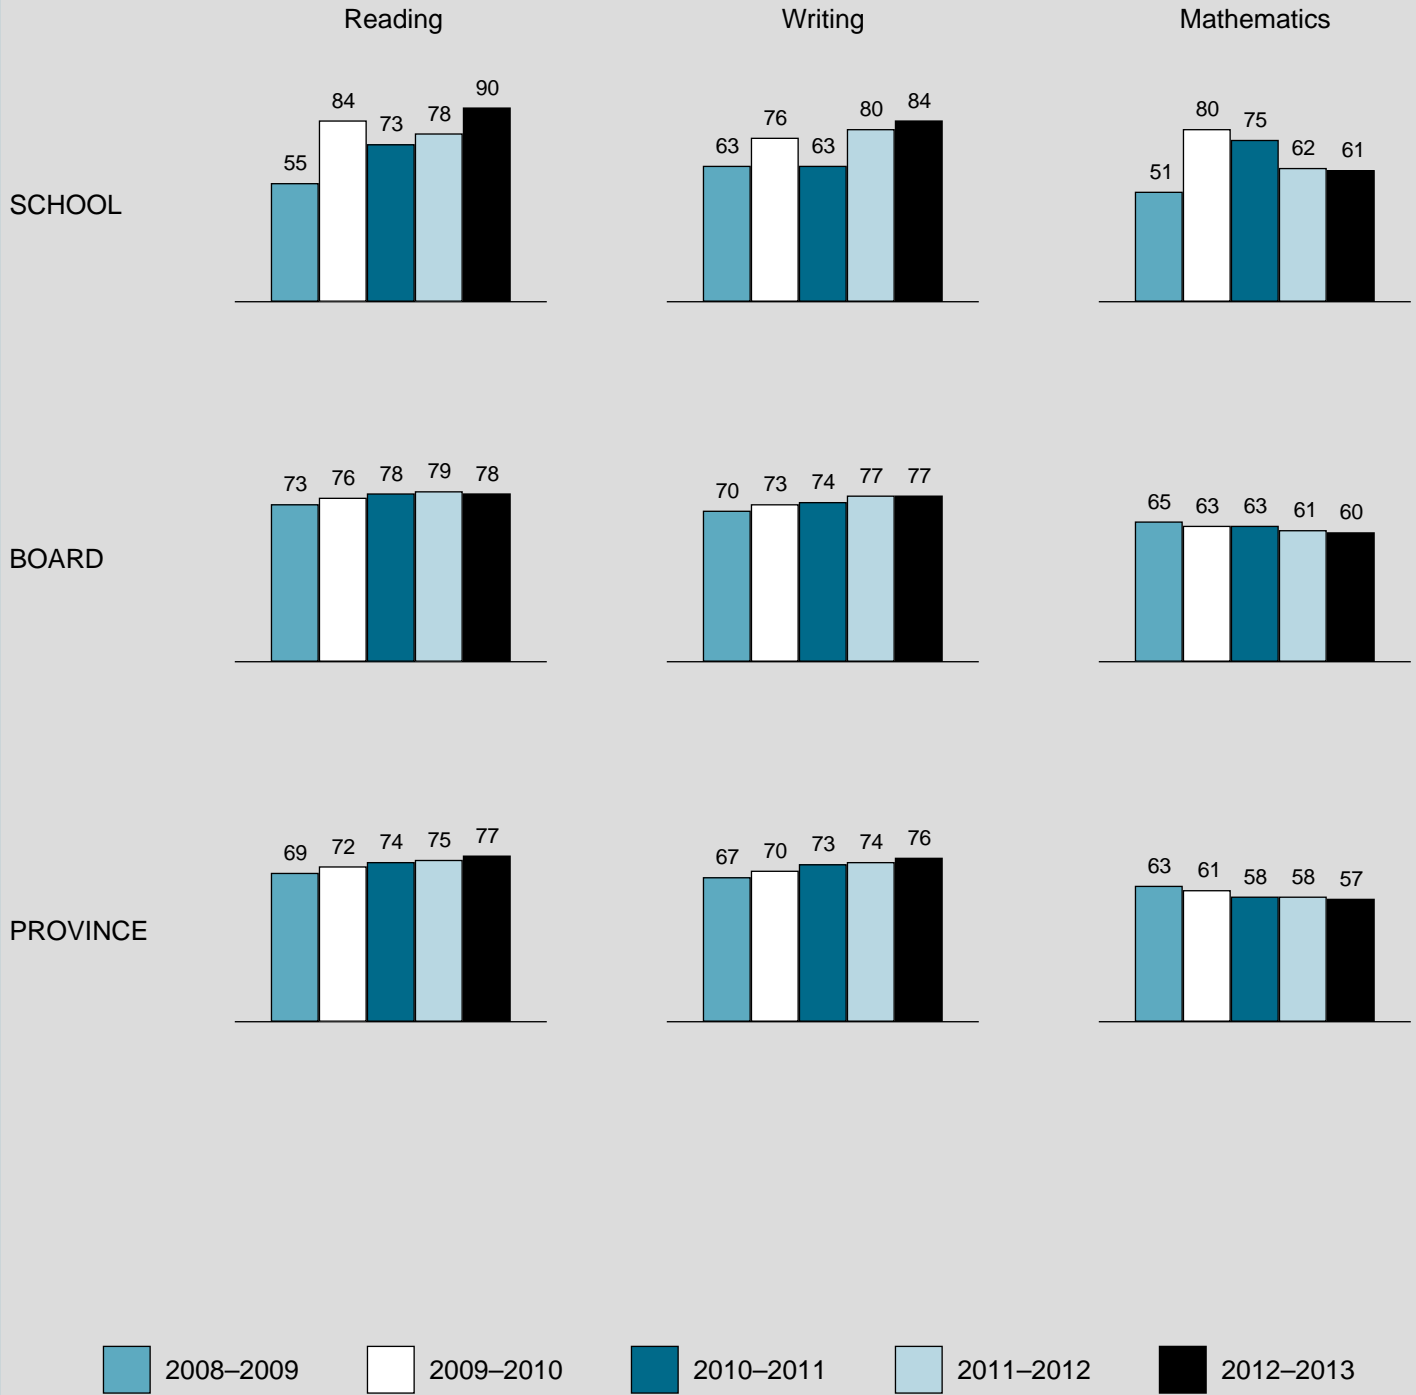 Reading Writing Mathematics
SCHOOL
55 84 73 78 90
63 76 63 80 84
51 80 75 62 61
BOARD
73 76 78 79 78
70 73 74 77 77
65 63 63 61 60
PROVINCE
69 72 74 75 77
67 70 73 74 76
63 61 58 58 57
2008–2009 2009–2010 2010–2011 2011–2012 2012–2013